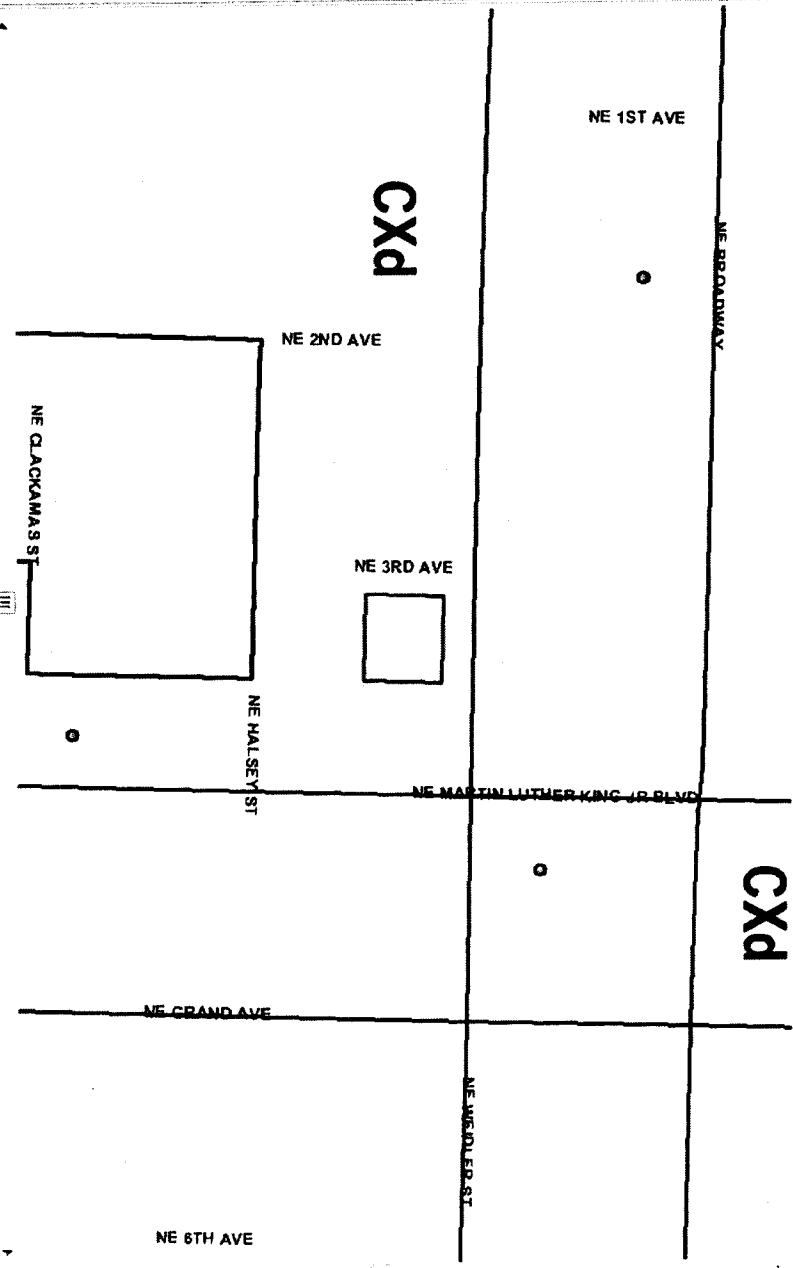 NE 1ST AVE
CXd
NE BROADWAY
NE 2ND AVE
NE CLACKAMAS ST
NE 3RD AVE
NE HALSEY ST
NE MARTIN LUTHER KING JR BLVD
CXd
NE GRAND AVE
NE WEIDLER ST
NE 6TH AVE